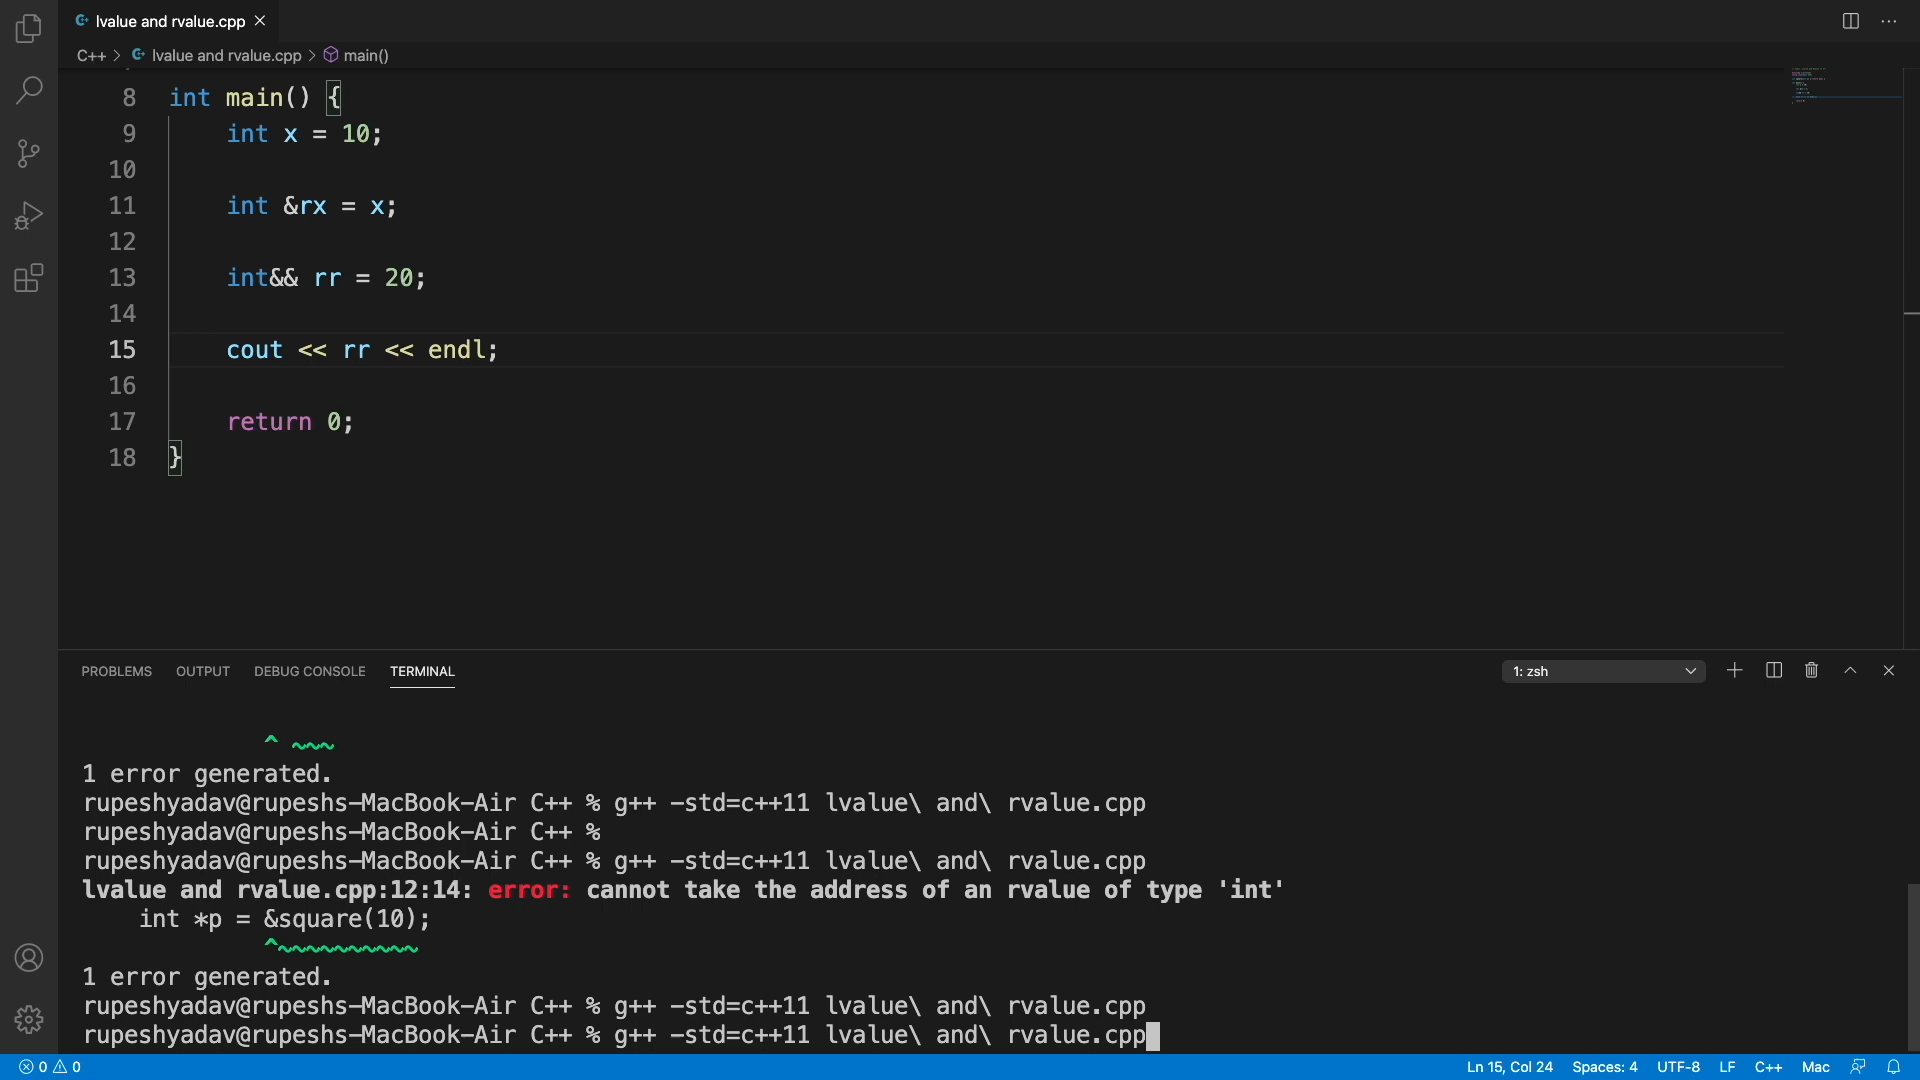 lvalue and rvalue.cpp
C++ > lvalue and rvalue.cpp > main()
8 int main() {
9 int x = 10;
10
11 int &rx = x;
12
13 int&& rr = 20;
14
15 cout << rr << endl;
16
17 return 0;
18 }
PROBLEMS OUTPUT DEBUG CONSOLE TERMINAL 1: zsh
^ ~~~
1 error generated.
rupeshyadav@rupeshs-MacBook-Air C++ % g++ -std=c++11 lvalue\ and\ rvalue.cpp
rupeshyadav@rupeshs-MacBook-Air C++ %
rupeshyadav@rupeshs-MacBook-Air C++ % g++ -std=c++11 lvalue\ and\ rvalue.cpp
lvalue and rvalue.cpp:12:14: error: cannot take the address of an rvalue of type 'int'
int *p = &square(10);
^~~~~~~~~~~
1 error generated.
rupeshyadav@rupeshs-MacBook-Air C++ % g++ -std=c++11 lvalue\ and\ rvalue.cpp
rupeshyadav@rupeshs-MacBook-Air C++ % g++ -std=c++11 lvalue\ and\ rvalue.cpp
0 0 Ln 15, Col 24 Spaces: 4 UTF-8 LF C++ Mac